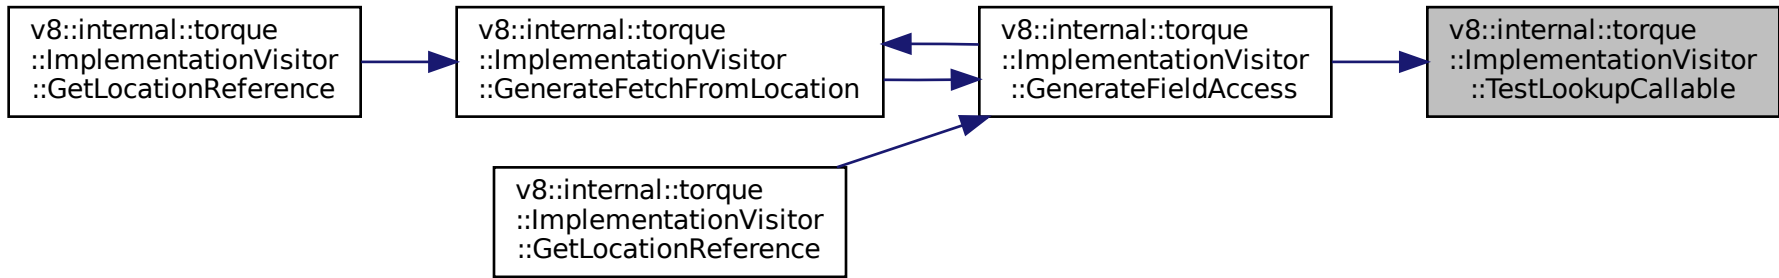 v8::internal::torque
::ImplementationVisitor
::GetLocationReference
v8::internal::torque
::ImplementationVisitor
::GenerateFetchFromLocation
v8::internal::torque
::ImplementationVisitor
::GenerateFieldAccess
v8::internal::torque
::ImplementationVisitor
::TestLookupCallable
v8::internal::torque
::ImplementationVisitor
::GetLocationReference